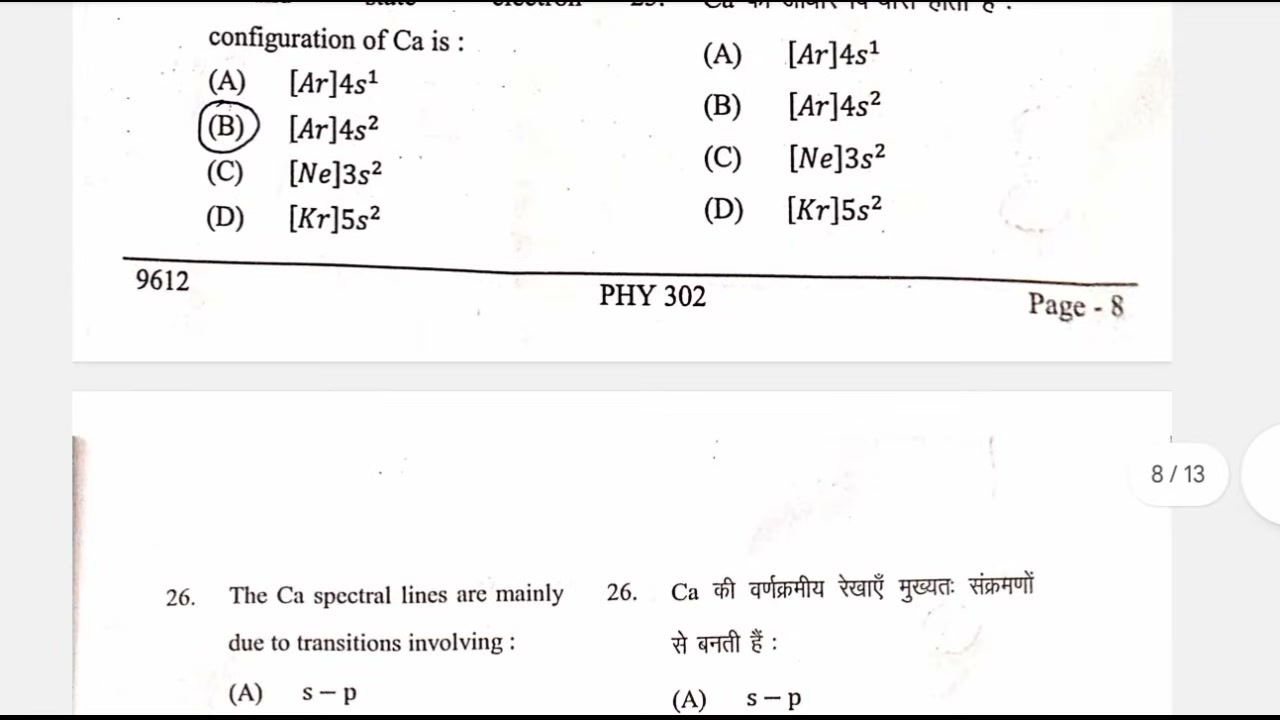 configuration of Ca is :
(A) [Ar]4s¹
(B) [Ar]4s²
(C) [Ne]3s²
(D) [Kr]5s²
(A) [Ar]4s¹
(B) [Ar]4s²
(C) [Ne]3s²
(D) [Kr]5s²
9612
PHY 302
Page - 8
8 / 13
26. The Ca spectral lines are mainly
due to transitions involving :
(A) s – p
26. Ca की वर्णक्रमीय रेखाएँ मुख्यतः संक्रमणों
से बनती हैं :
(A) s – p